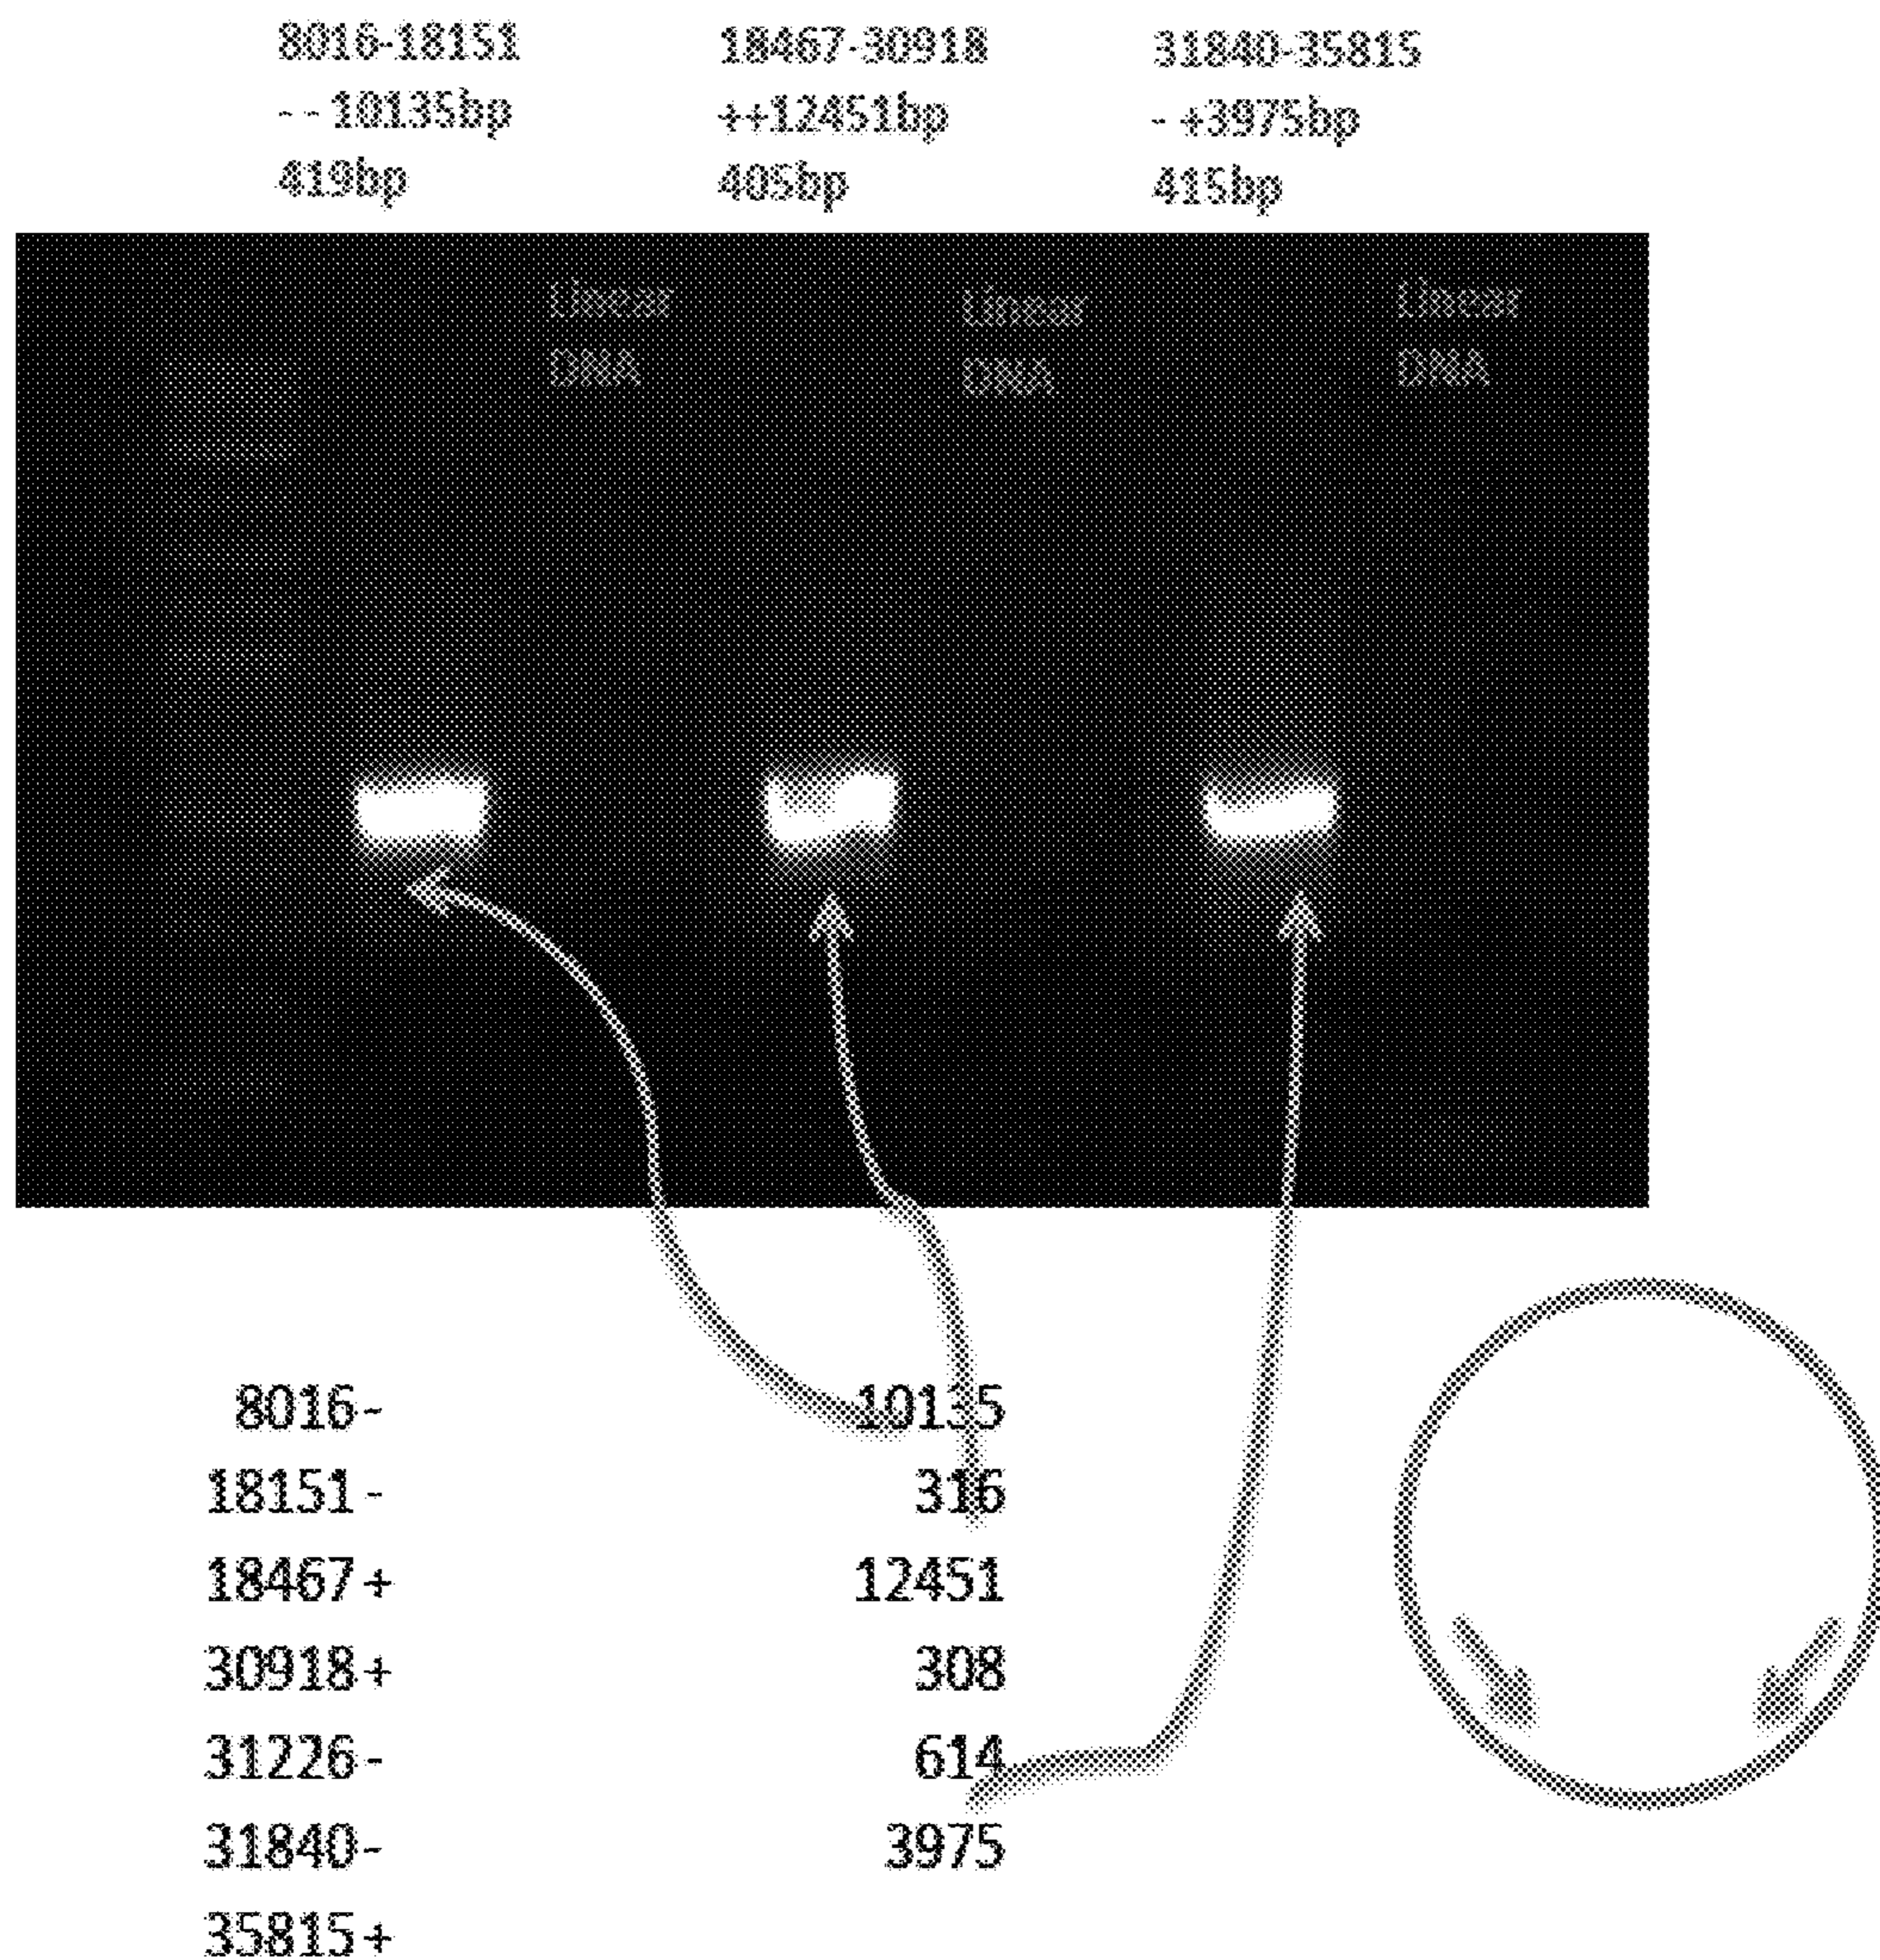 8016-18151
- - 10135bp
419bp
18467-30918
++12451bp
405bp
31840-35815
- +3975bp
415bp
Linear
DNA
Linear
DNA
Linear
DNA
8016-
18151-
18467+
30918+
31226-
31840-
35815+
10135
316
12451
308
614
3975